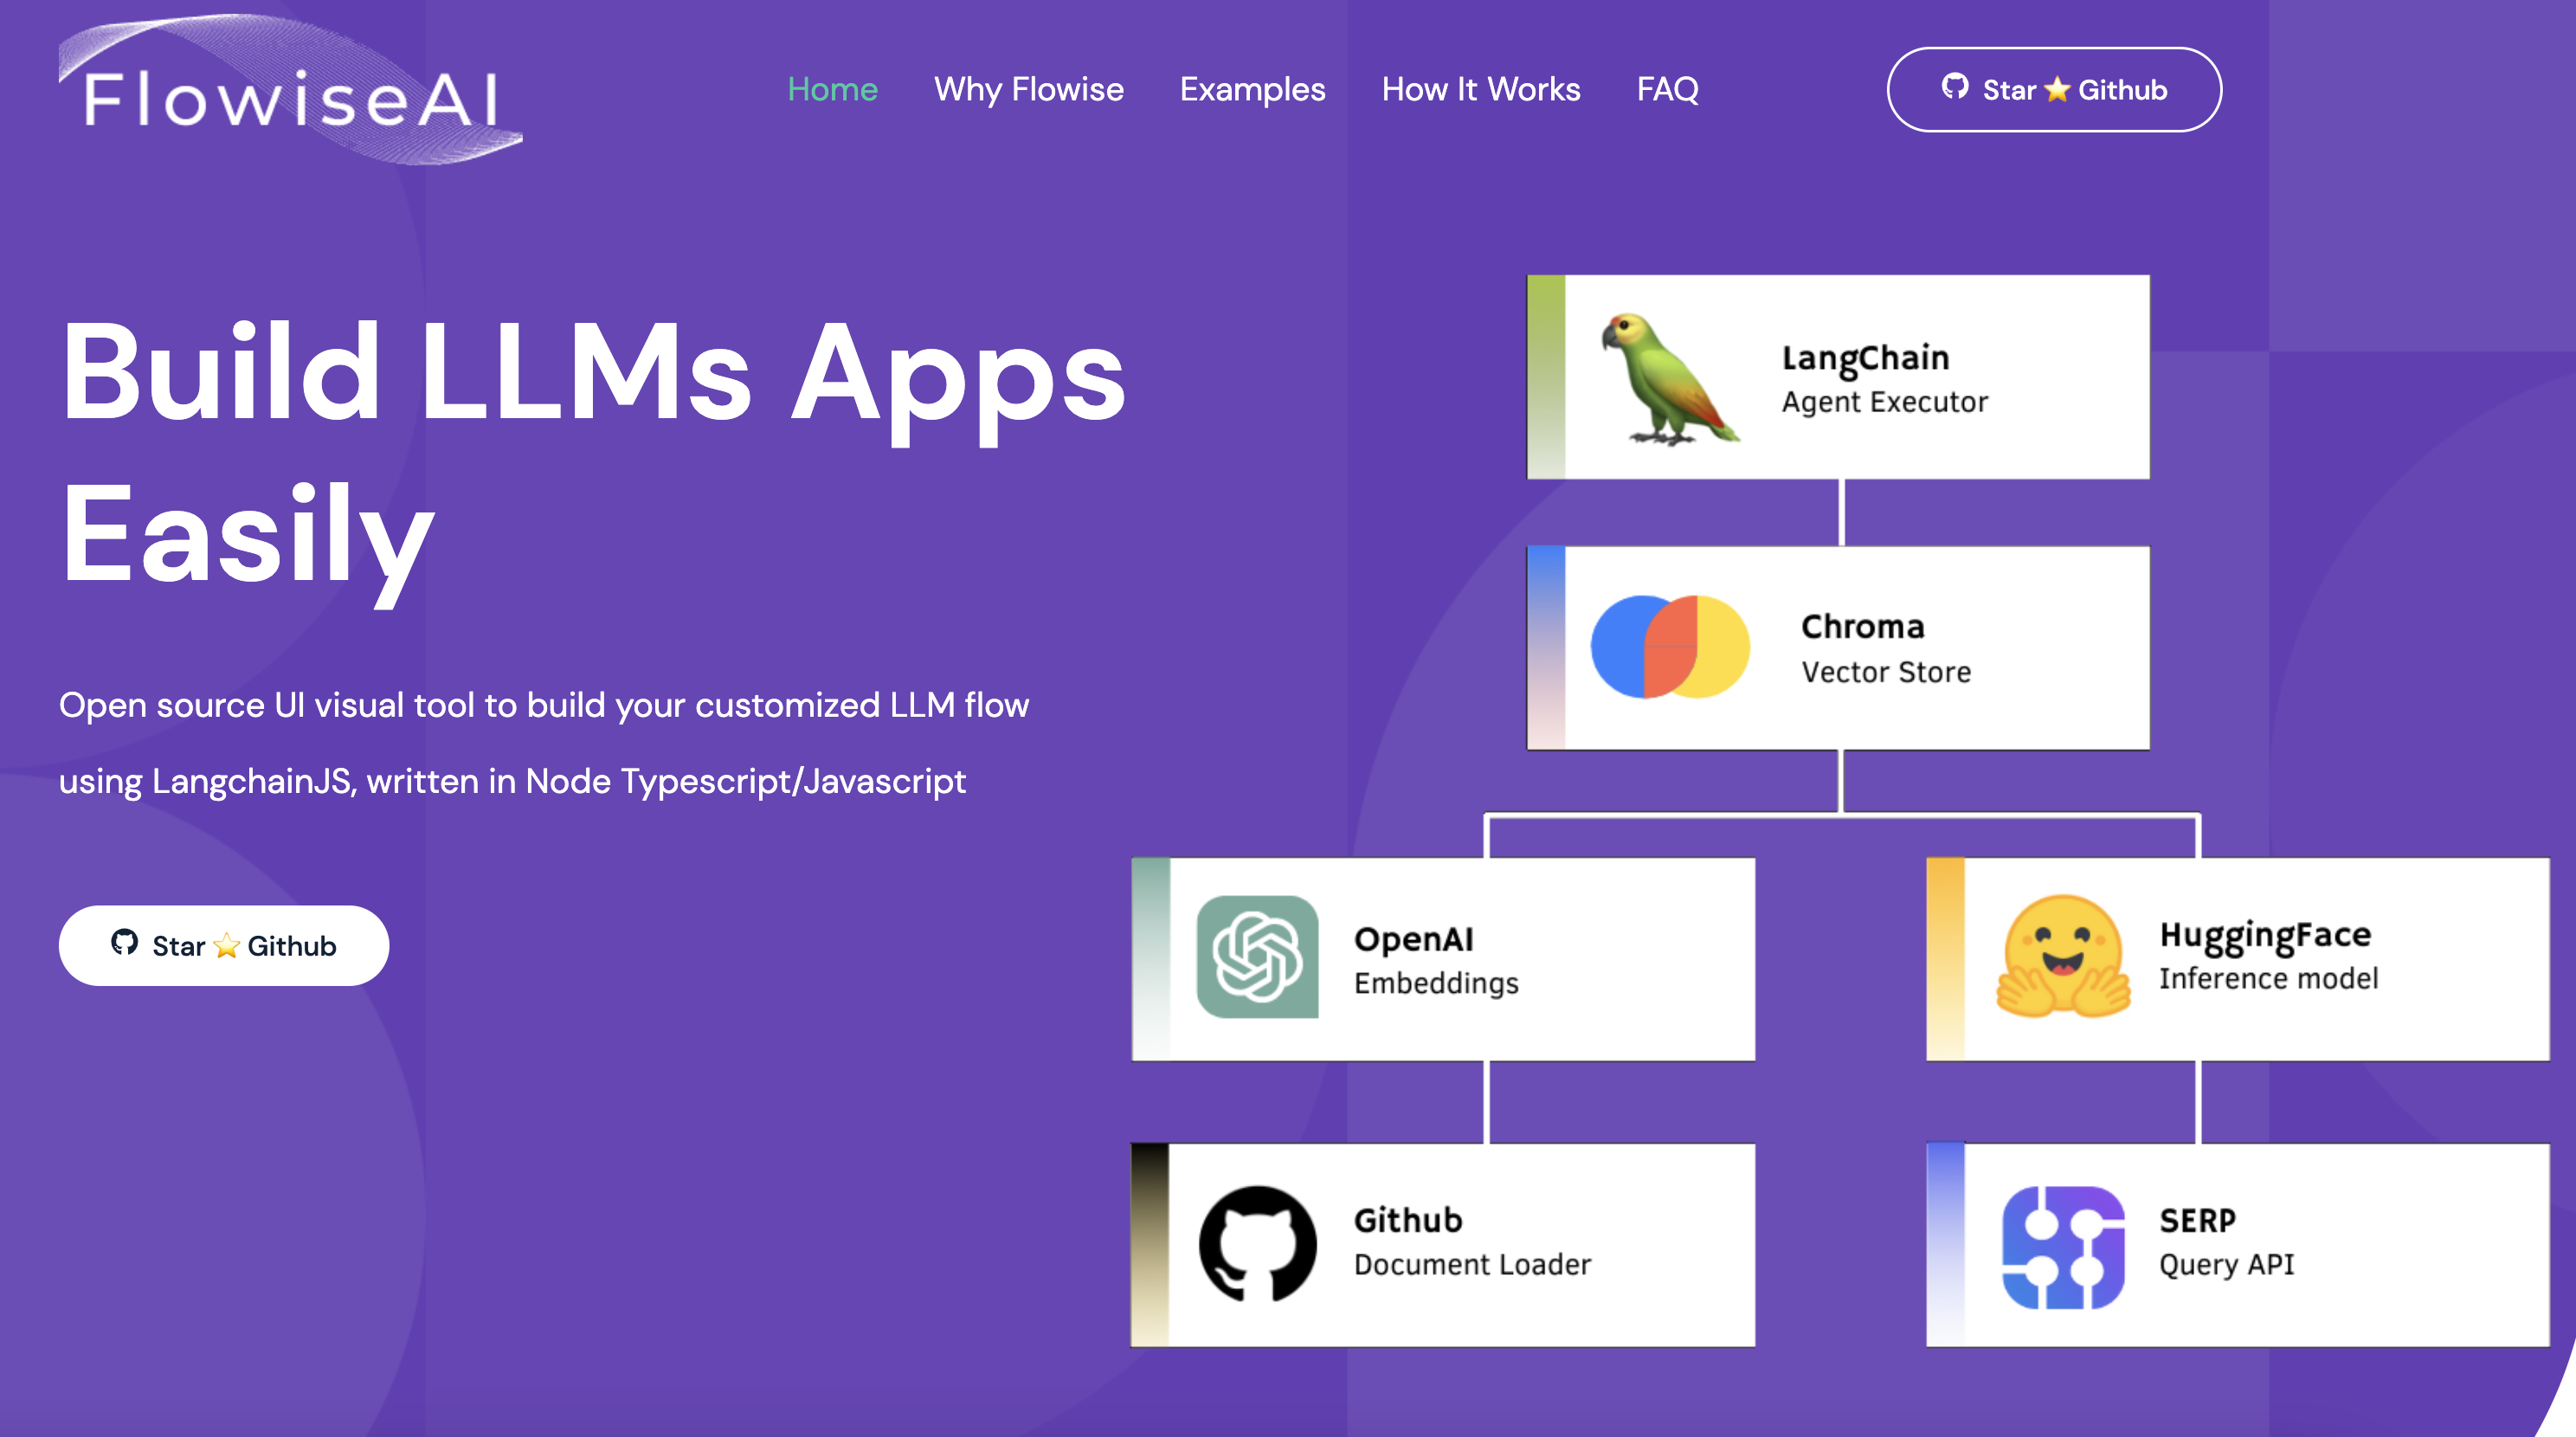 FlowiseAI
Home Why Flowise Examples How It Works FAQ
Star ⭐ Github
Build LLMs Apps
Easily
Open source UI visual tool to build your customized LLM flow
using LangchainJS, written in Node Typescript/Javascript
Star ⭐ Github
LangChain
Agent Executor
Chroma
Vector Store
OpenAI
Embeddings
HuggingFace
Inference model
Github
Document Loader
SERP
Query API